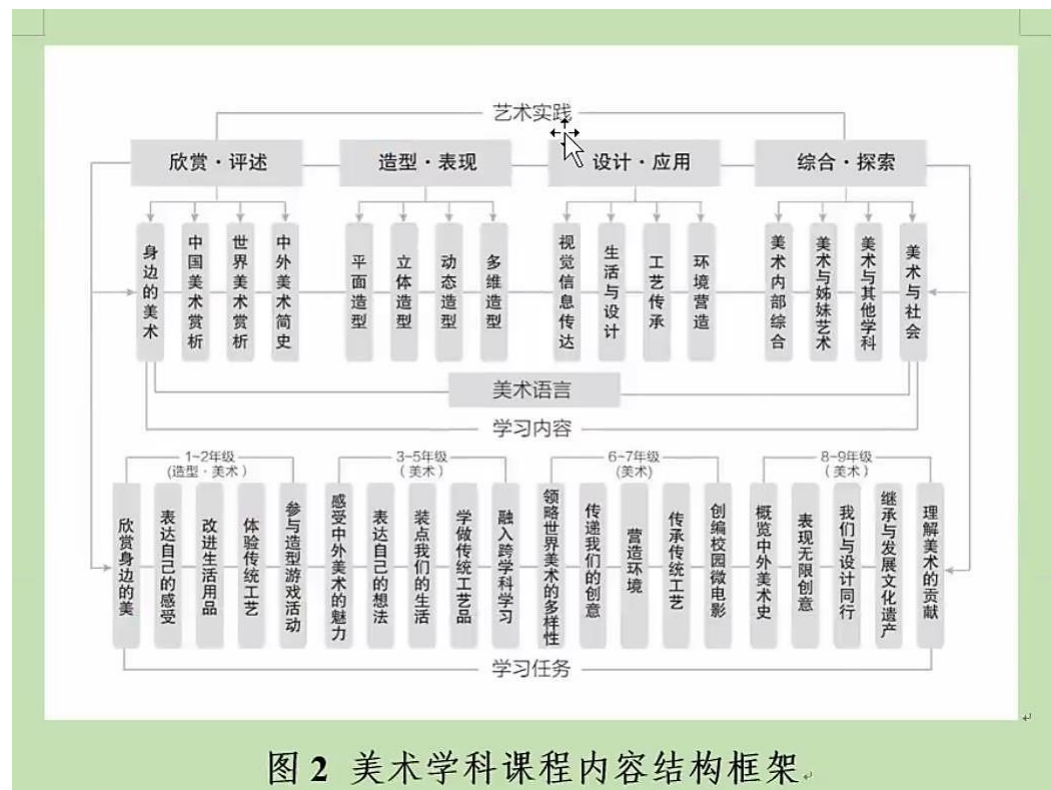 艺术实践
欣赏·评述
造型·表现
设计·应用
综合·探索
身边的美术
中国美术赏析
世界美术赏析
中外美术简史
平面造型
立体造型
动态造型
多维造型
视觉信息传达
生活与设计
工艺传承
环境营造
美术内部综合
美术与姊妹艺术
美术与其他学科
美术与社会
美术语言
学习内容
1~2年级
(造型·美术)
3~5年级
(美术)
6~7年级
(美术)
8~9年级
(美术)
欣赏身边的美
表达自己的感受
改进生活用品
体验传统工艺
参与造型游戏活动
感受中外美术的魅力
表达自己的想法
装点我们的生活
学做传统工艺品
融入跨学科学习
领略世界美术的多样性
传递我们的创意
营造环境
传承传统工艺
创编校园微电影
概览中外美术史
表现无限创意
我们与设计同行
继承与发展文化遗产
理解美术的贡献
学习任务
图 2 美术学科课程内容结构框架